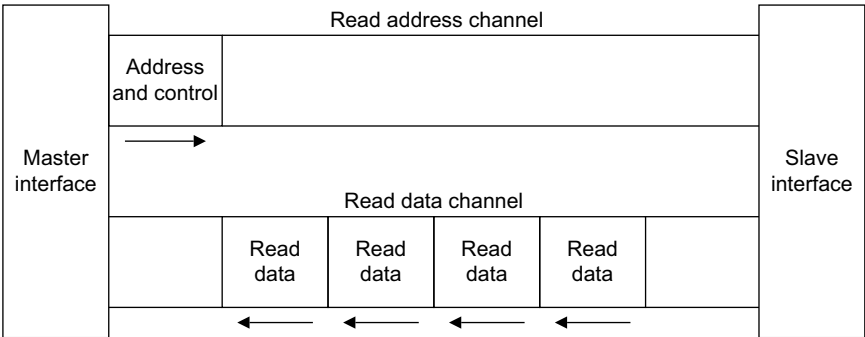 Read address channel
Address
and control
Master
interface
Slave
interface
Read data channel
Read
data
Read
data
Read
data
Read
data